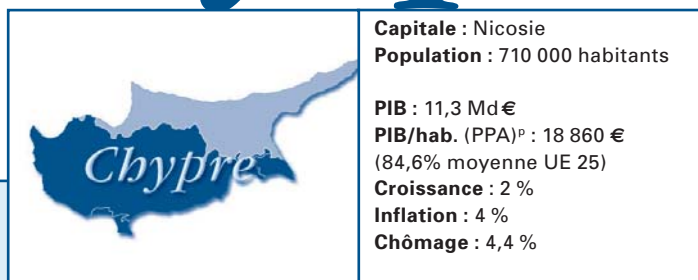 Chypre
Capitale : Nicosie
Population : 710 000 habitants
PIB : 11,3 Md€
PIB/hab. (PPA)ᵖ : 18 860 €
(84,6% moyenne UE 25)
Croissance : 2 %
Inflation : 4 %
Chômage : 4,4 %